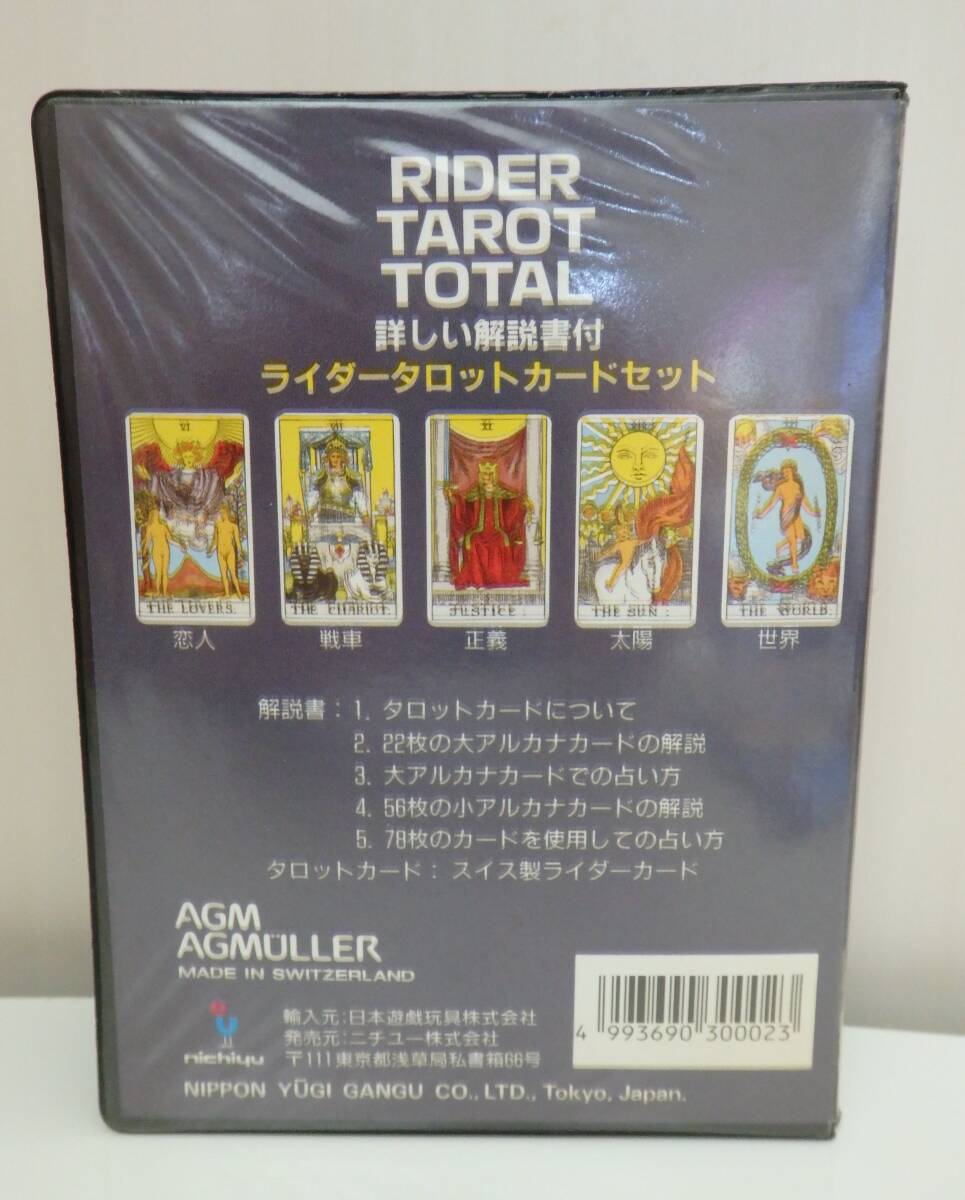 RIDER
TAROT
TOTAL
詳しい解説書付
ライダータロットカードセット
VI
VII
XI
XIX
XXI
THE LOVERS.
THE CHARIOT.
JUSTICE.
THE SUN.
THE WORLD.
恋人
戦車
正義
太陽
世界
解説書：1. タロットカードについて
2. 22枚の大アルカナカードの解説
3. 大アルカナカードでの占い方
4. 56枚の小アルカナカードの解説
5. 78枚のカードを使用しての占い方
タロットカード：スイス製ライダーカード
AGM
AGMÜLLER
MADE IN SWITZERLAND
nichiyu
輸入元:日本遊戯玩具株式会社
発売元:ニチユー株式会社
〒111東京都浅草局私書箱66号
4 993690 300023
NIPPON YŪGI GANGU CO., LTD., Tokyo, Japan.